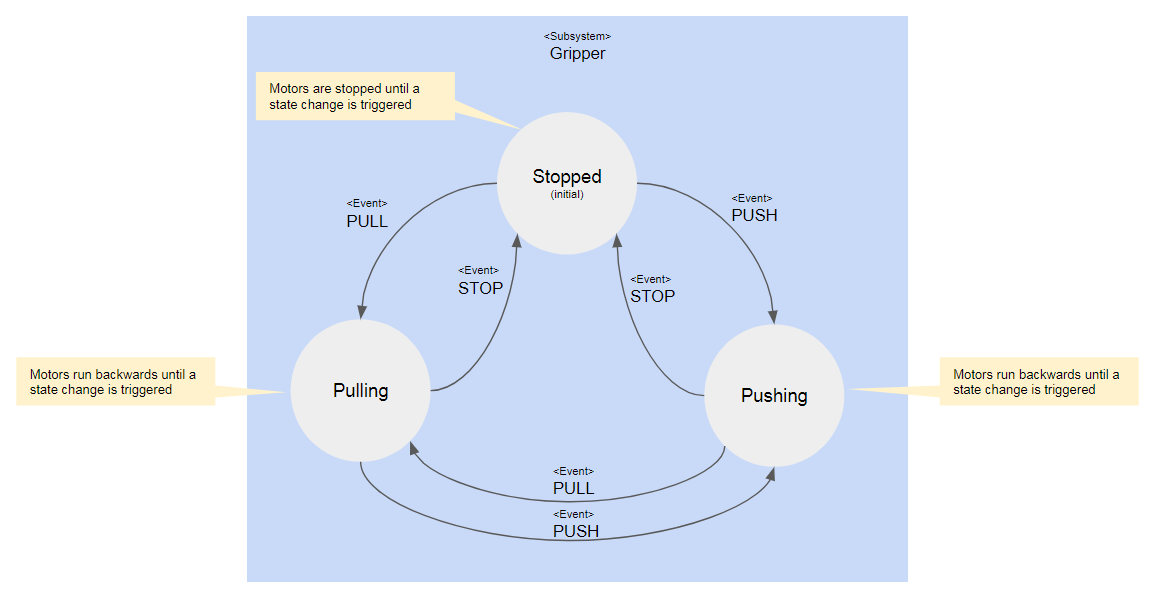 <Subsystem>
Gripper
Motors are stopped until a
state change is triggered
Stopped
(initial)
<Event>
PULL
<Event>
PUSH
<Event>
STOP
<Event>
STOP
Motors run backwards until a
state change is triggered
Pulling
Pushing
Motors run backwards until a
state change is triggered
<Event>
PULL
<Event>
PUSH